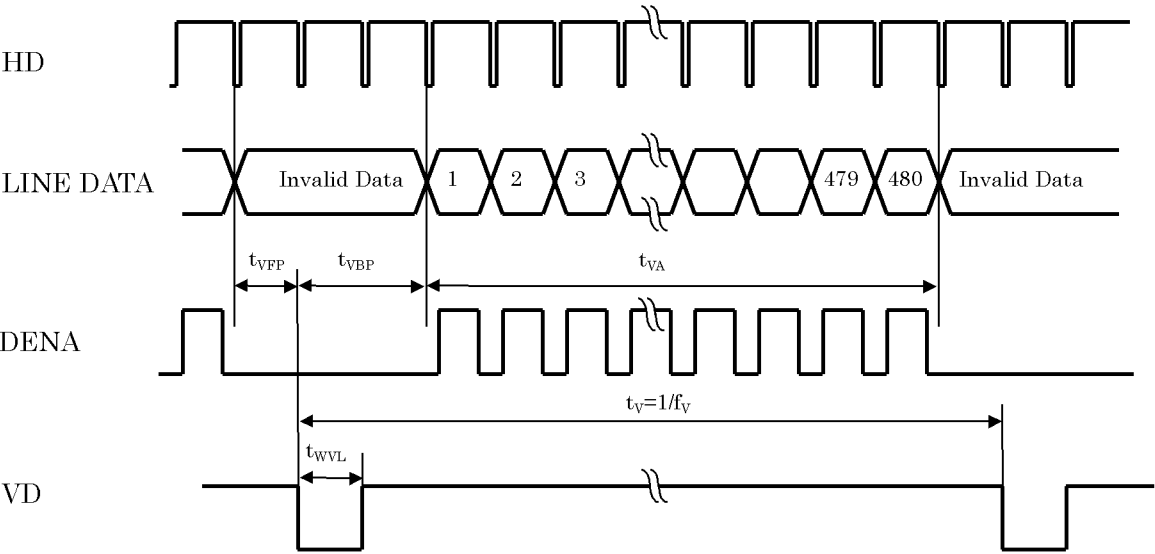 HD
LINE DATA
Invalid Data 1 2 3 479 480 Invalid Data
tVFP tVBP tVA
DENA
tV=1/fV
tWVL
VD